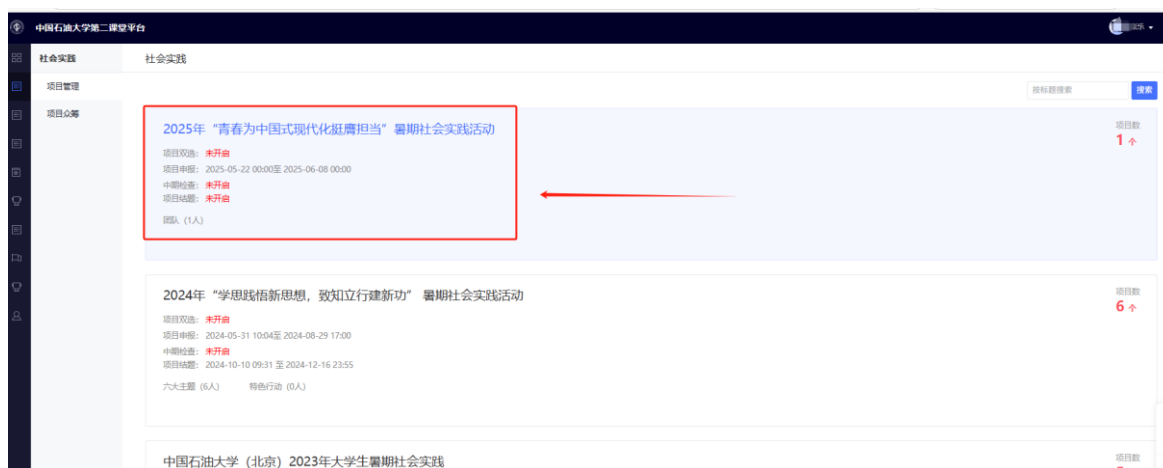 中国石油大学第二课堂平台
社会实践
社会实践
项目管理
按标题搜索
搜索
项目众筹
2025年“青春为中国式现代化挺膺担当”暑期社会实践活动
项目数
1 个
项目双选：未开启
项目申报：2025-05-22 00:00至 2025-06-08 00:00
中期检查：未开启
项目结题：未开启
团队 (1人)
2024年“学思践悟新思想，致知立行建新功” 暑期社会实践活动
项目数
6 个
项目双选：未开启
项目申报：2024-05-31 10:04至 2024-08-29 17:00
中期检查：未开启
项目结题：2024-10-10 09:31 至 2024-12-16 23:55
六大主题 (6人) 特色行动 (0人)
中国石油大学（北京）2023年大学生暑期社会实践
项目数